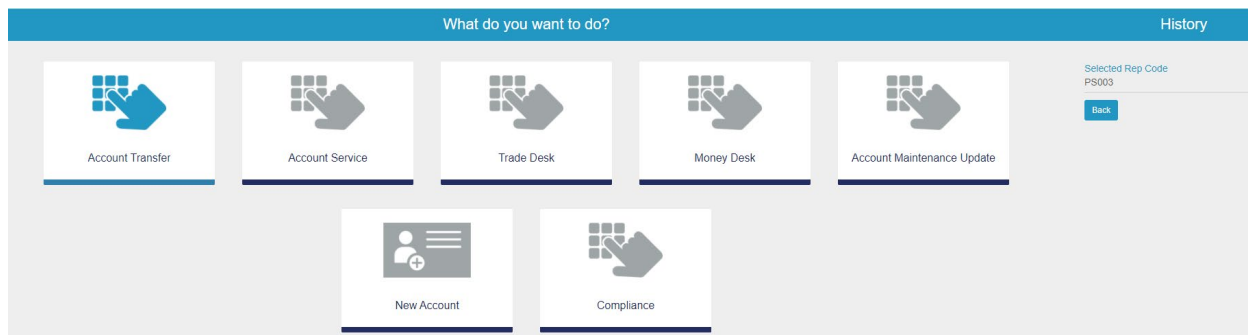 What do you want to do?
History
Selected Rep Code
PS003
Back
Account Transfer
Account Service
Trade Desk
Money Desk
Account Maintenance Update
New Account
Compliance